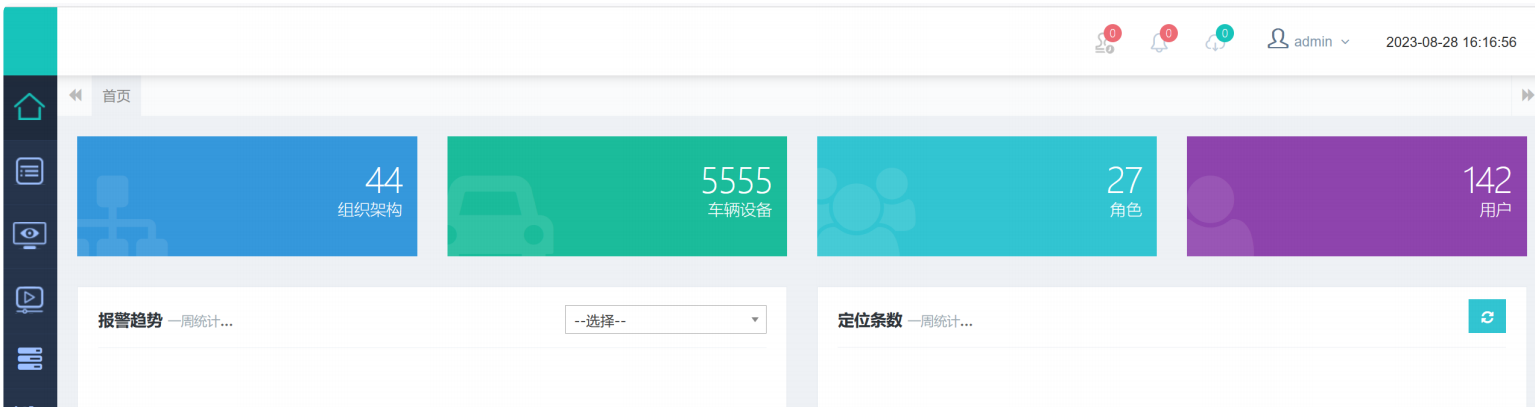 0
0
0
admin
2023-08-28 16:16:56
首页
44
组织架构
5555
车辆设备
27
角色
142
用户
报警趋势 一周统计...
--选择--
定位条数 一周统计...